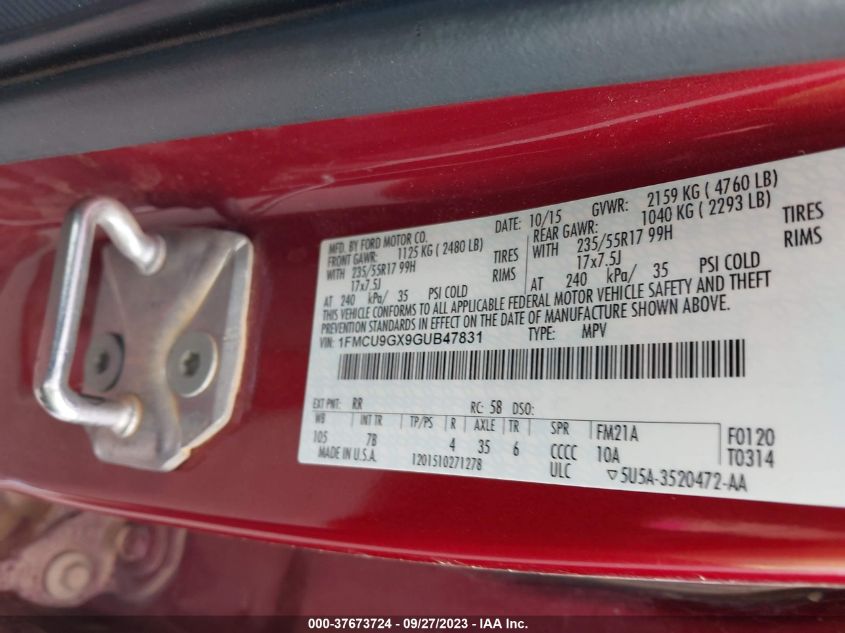 MFD. BY FORD MOTOR CO.
DATE: 10/15 GVWR: 2159 KG ( 4760 LB)
FRONT GAWR: 1125 KG ( 2480 LB)
REAR GAWR: 1040 KG ( 2293 LB)
WITH 235/55R17 99H TIRES
WITH 235/55R17 99H TIRES
17x7.5J RIMS
17x7.5J RIMS
AT 240 kPa/ 35 PSI COLD
AT 240 kPa/ 35 PSI COLD
THIS VEHICLE CONFORMS TO ALL APPLICABLE FEDERAL MOTOR VEHICLE SAFETY AND THEFT
PREVENTION STANDARDS IN EFFECT ON THE DATE OF MANUFACTURE SHOWN ABOVE.
VIN: 1FMCU9GX9GUB47831 TYPE: MPV
EXT PNT: RR RC: 58 DSO:
WB INT TR TP/PS R AXLE TR SPR FM21A F0120
105 7B 4 35 6 CCCC 10A T0314
MADE IN U.S.A. 1201510271278 ULC ▽5U5A-3520472-AA
000-37673724 - 09/27/2023 - IAA Inc.